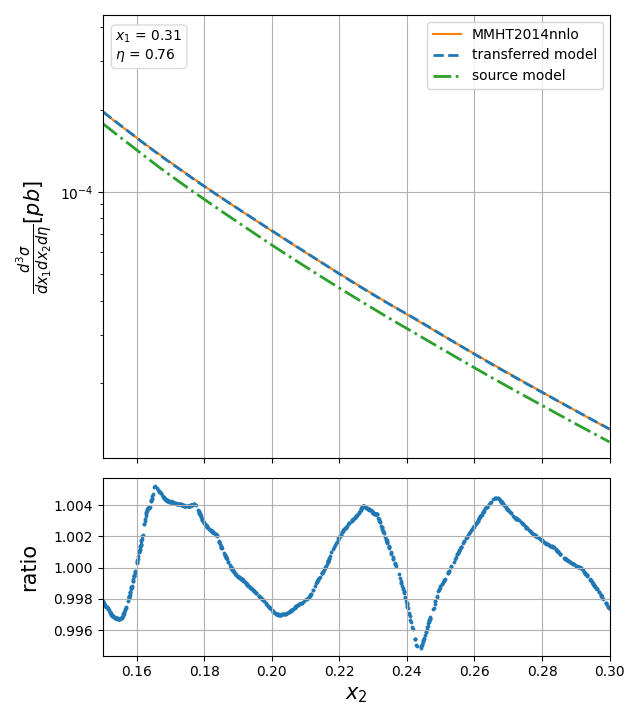 x₁ = 0.31
η = 0.76
MMHT2014nnlo
transferred model
source model
10⁻⁴
d³σ/dx₁dx₂dη [pb]
1.004
1.002
1.000
0.998
0.996
ratio
0.16 0.18 0.20 0.22 0.24 0.26 0.28 0.30
x₂